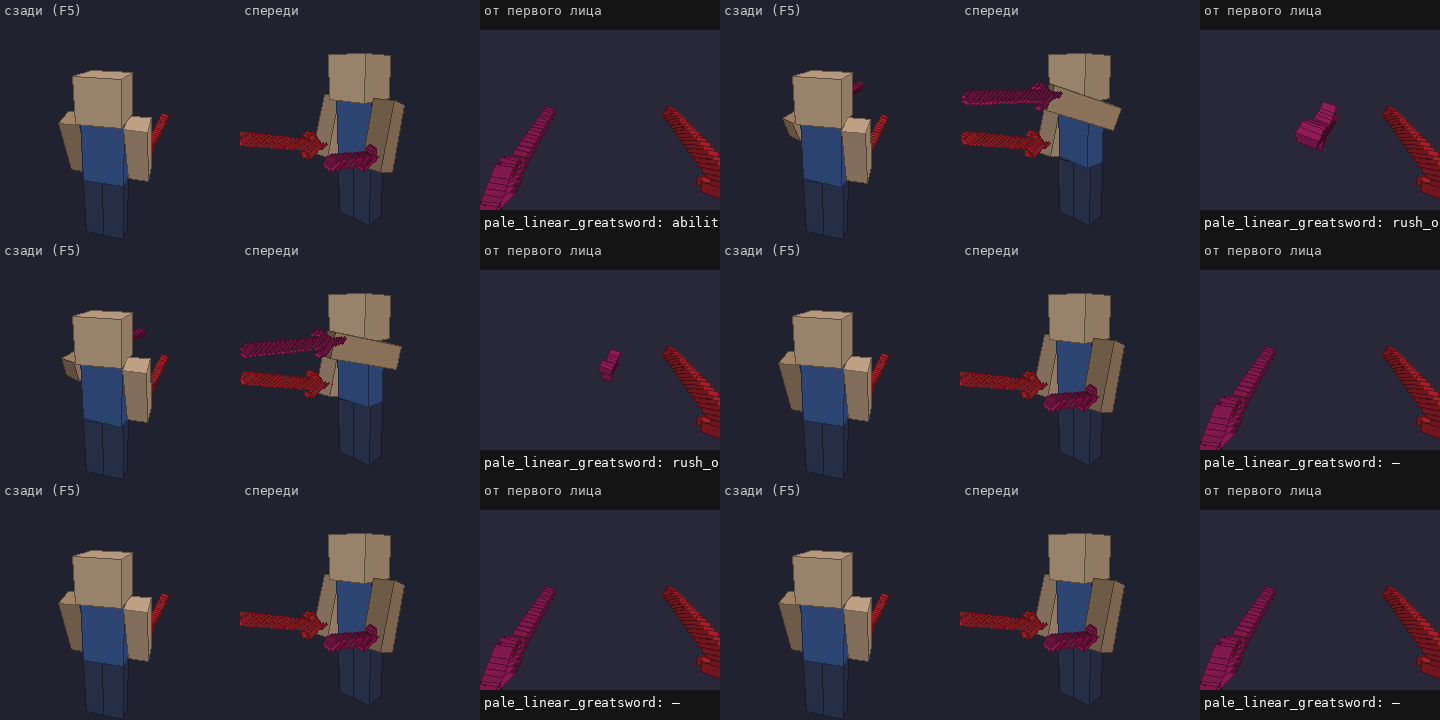 сзади (F5) спереди от первого лица сзади (F5) спереди от первого лица
pale_linear_greatsword: abilit pale_linear_greatsword: rush_o
сзади (F5) спереди от первого лица сзади (F5) спереди от первого лица
pale_linear_greatsword: rush_o pale_linear_greatsword: —
сзади (F5) спереди от первого лица сзади (F5) спереди от первого лица
pale_linear_greatsword: — pale_linear_greatsword: —